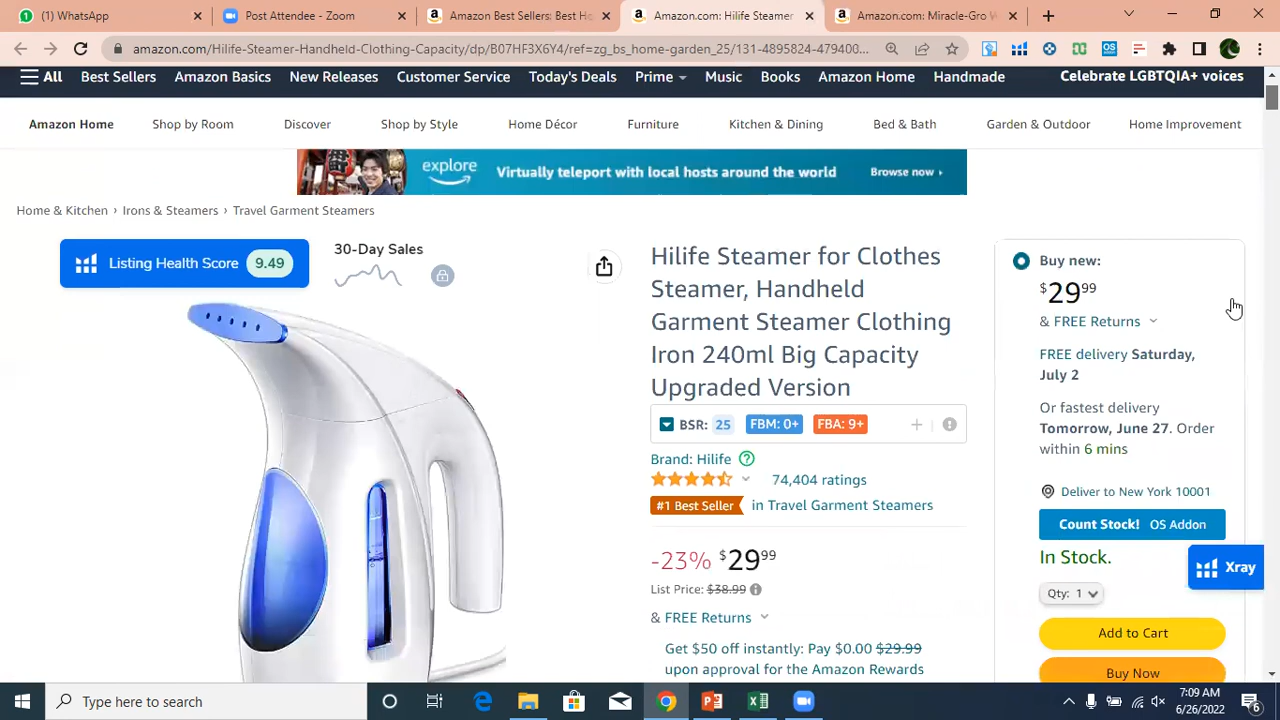 (1) WhatsApp
Post Attendee - Zoom
Amazon Best Sellers: Best Ho
Amazon.com: Hilife Steamer
Amazon.com: Miracle-Gro W
amazon.com/Hilife-Steamer-Handheld-Clothing-Capacity/dp/B07HF3X6Y4/ref=zg_bs_home-garden_25/131-4895824-479400...
All Best Sellers Amazon Basics New Releases Customer Service Today's Deals Prime Music Books Amazon Home Handmade Celebrate LGBTQIA+ voices
Amazon Home Shop by Room Discover Shop by Style Home Décor Furniture Kitchen & Dining Bed & Bath Garden & Outdoor Home Improvement
explore Virtually teleport with local hosts around the world Browse now ›
Home & Kitchen › Irons & Steamers › Travel Garment Steamers
Listing Health Score 9.49
30-Day Sales
Hilife Steamer for Clothes
Steamer, Handheld
Garment Steamer Clothing
Iron 240ml Big Capacity
Upgraded Version
BSR: 25 FBM: 0+ FBA: 9+
Brand: Hilife
74,404 ratings
#1 Best Seller in Travel Garment Steamers
-23% $29 99
List Price: $38.99
& FREE Returns
Get $50 off instantly: Pay $0.00 $29.99
upon approval for the Amazon Rewards
Buy new:
$29 99
& FREE Returns
FREE delivery Saturday,
July 2
Or fastest delivery
Tomorrow, June 27. Order
within 6 mins
Deliver to New York 10001
Count Stock! OS Addon
In Stock.
Xray
Qty: 1
Add to Cart
Buy Now
Type here to search
7:09 AM
6/26/2022
6